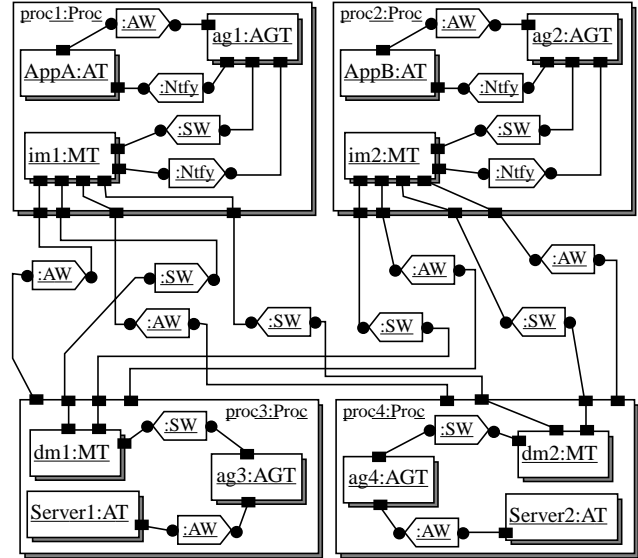 proc1:Proc
:AW
ag1:AGT
AppA:AT
:Ntfy
:SW
im1:MT
:Ntfy
proc2:Proc
:AW
ag2:AGT
AppB:AT
:Ntfy
:SW
im2:MT
:Ntfy
:AW
:SW
:AW
:AW
:AW
:SW
:SW
:SW
proc3:Proc
:SW
dm1:MT
ag3:AGT
Server1:AT
:AW
proc4:Proc
:SW
dm2:MT
ag4:AGT
Server2:AT
:AW